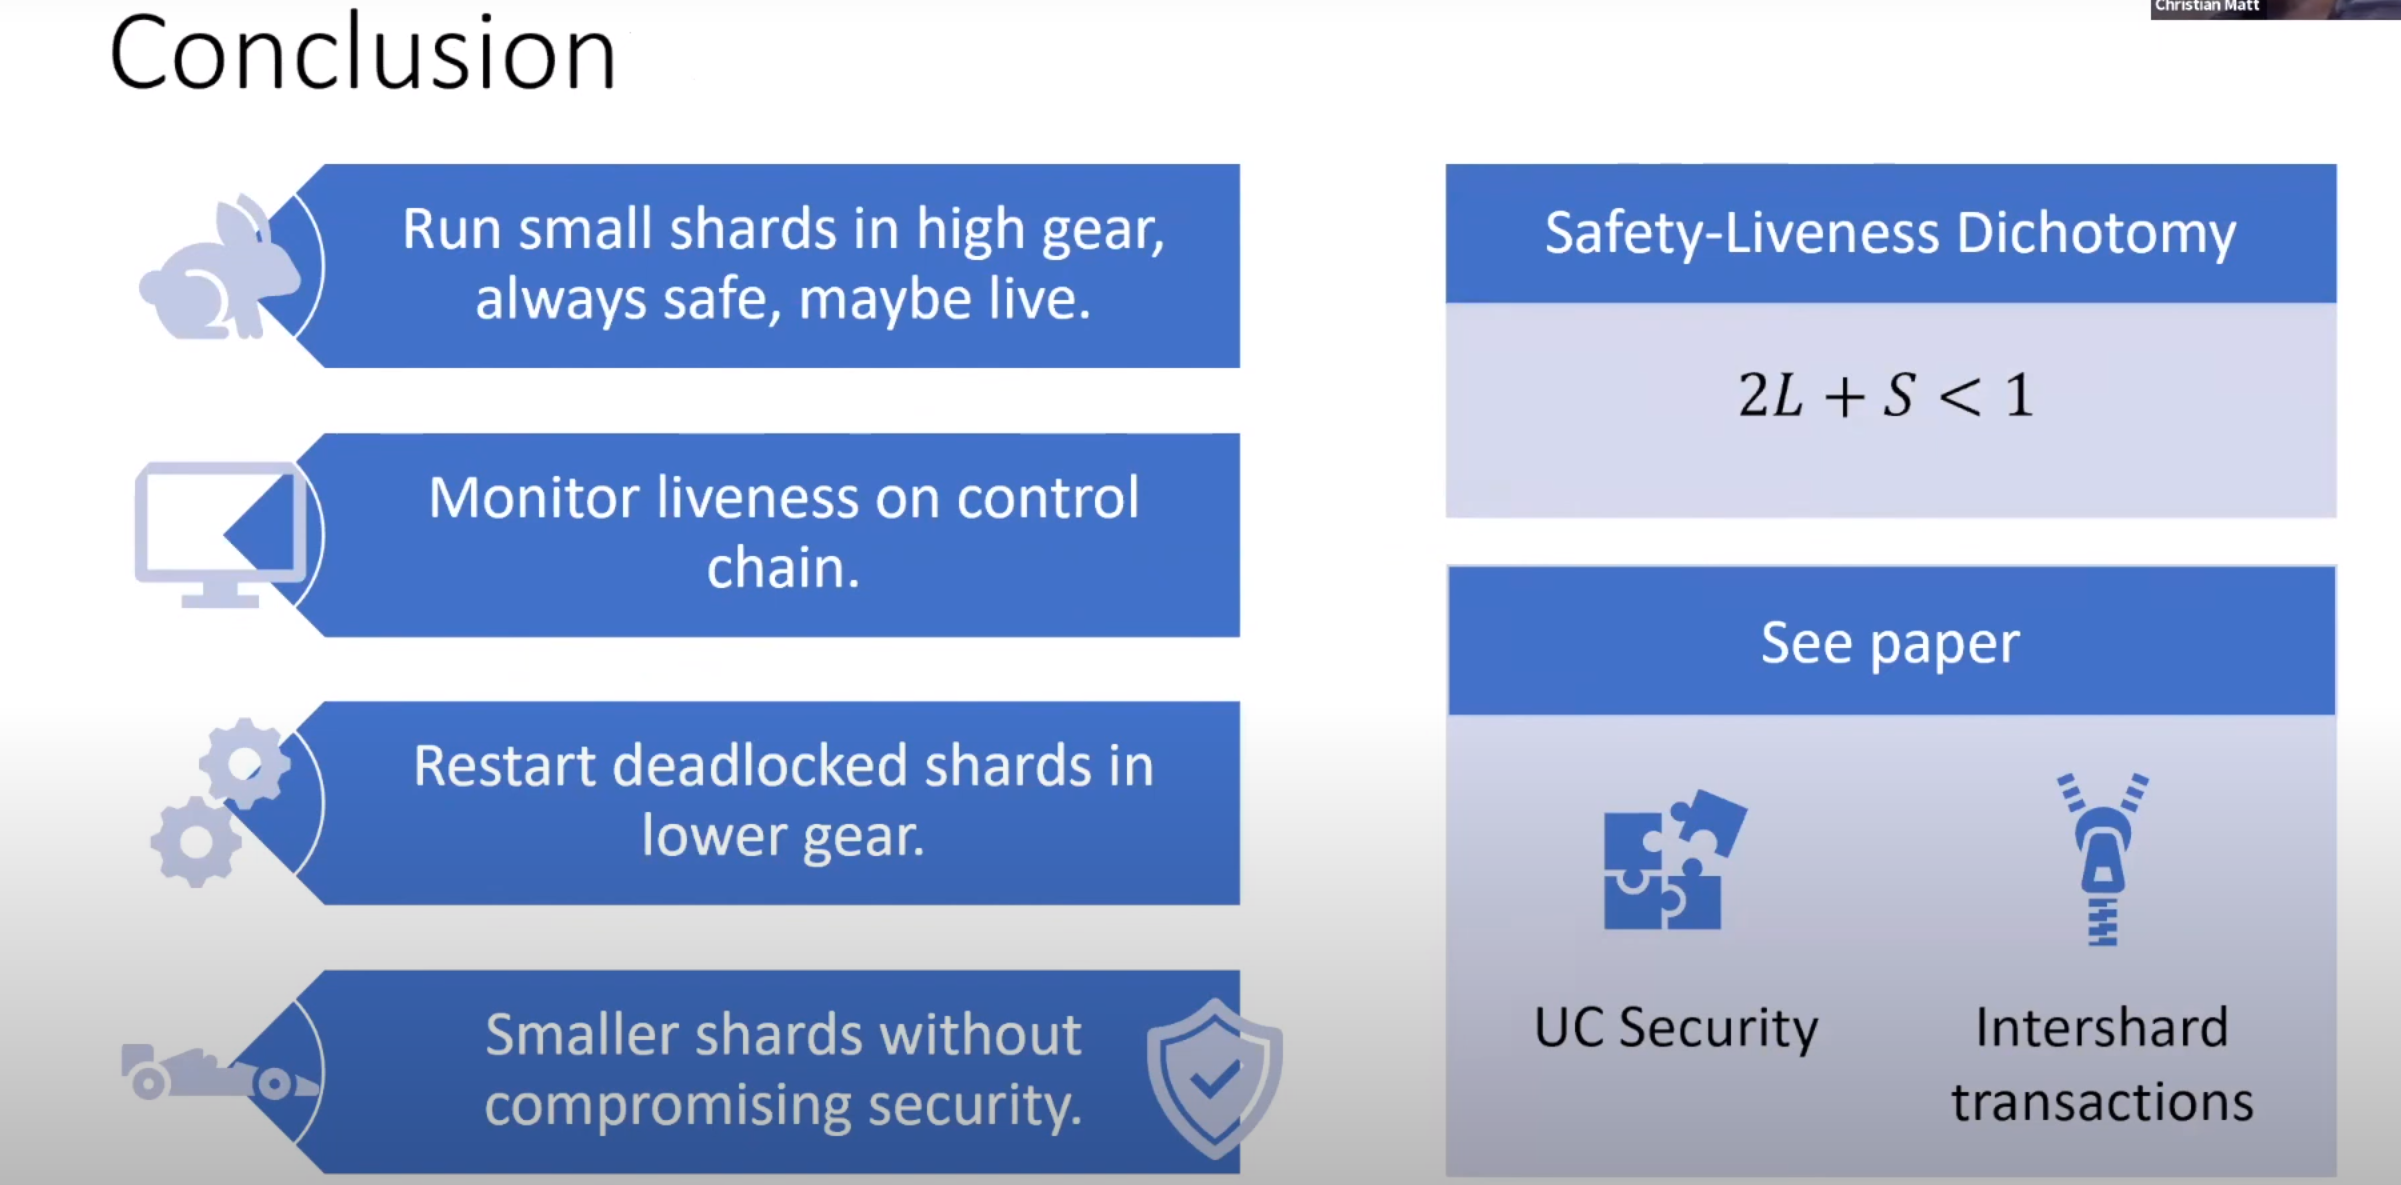 Christian Matt
Conclusion
Run small shards in high gear,
always safe, maybe live.
Monitor liveness on control
chain.
Restart deadlocked shards in
lower gear.
Smaller shards without
compromising security.
Safety-Liveness Dichotomy
2L + S < 1
See paper
UC Security
Intershard
transactions